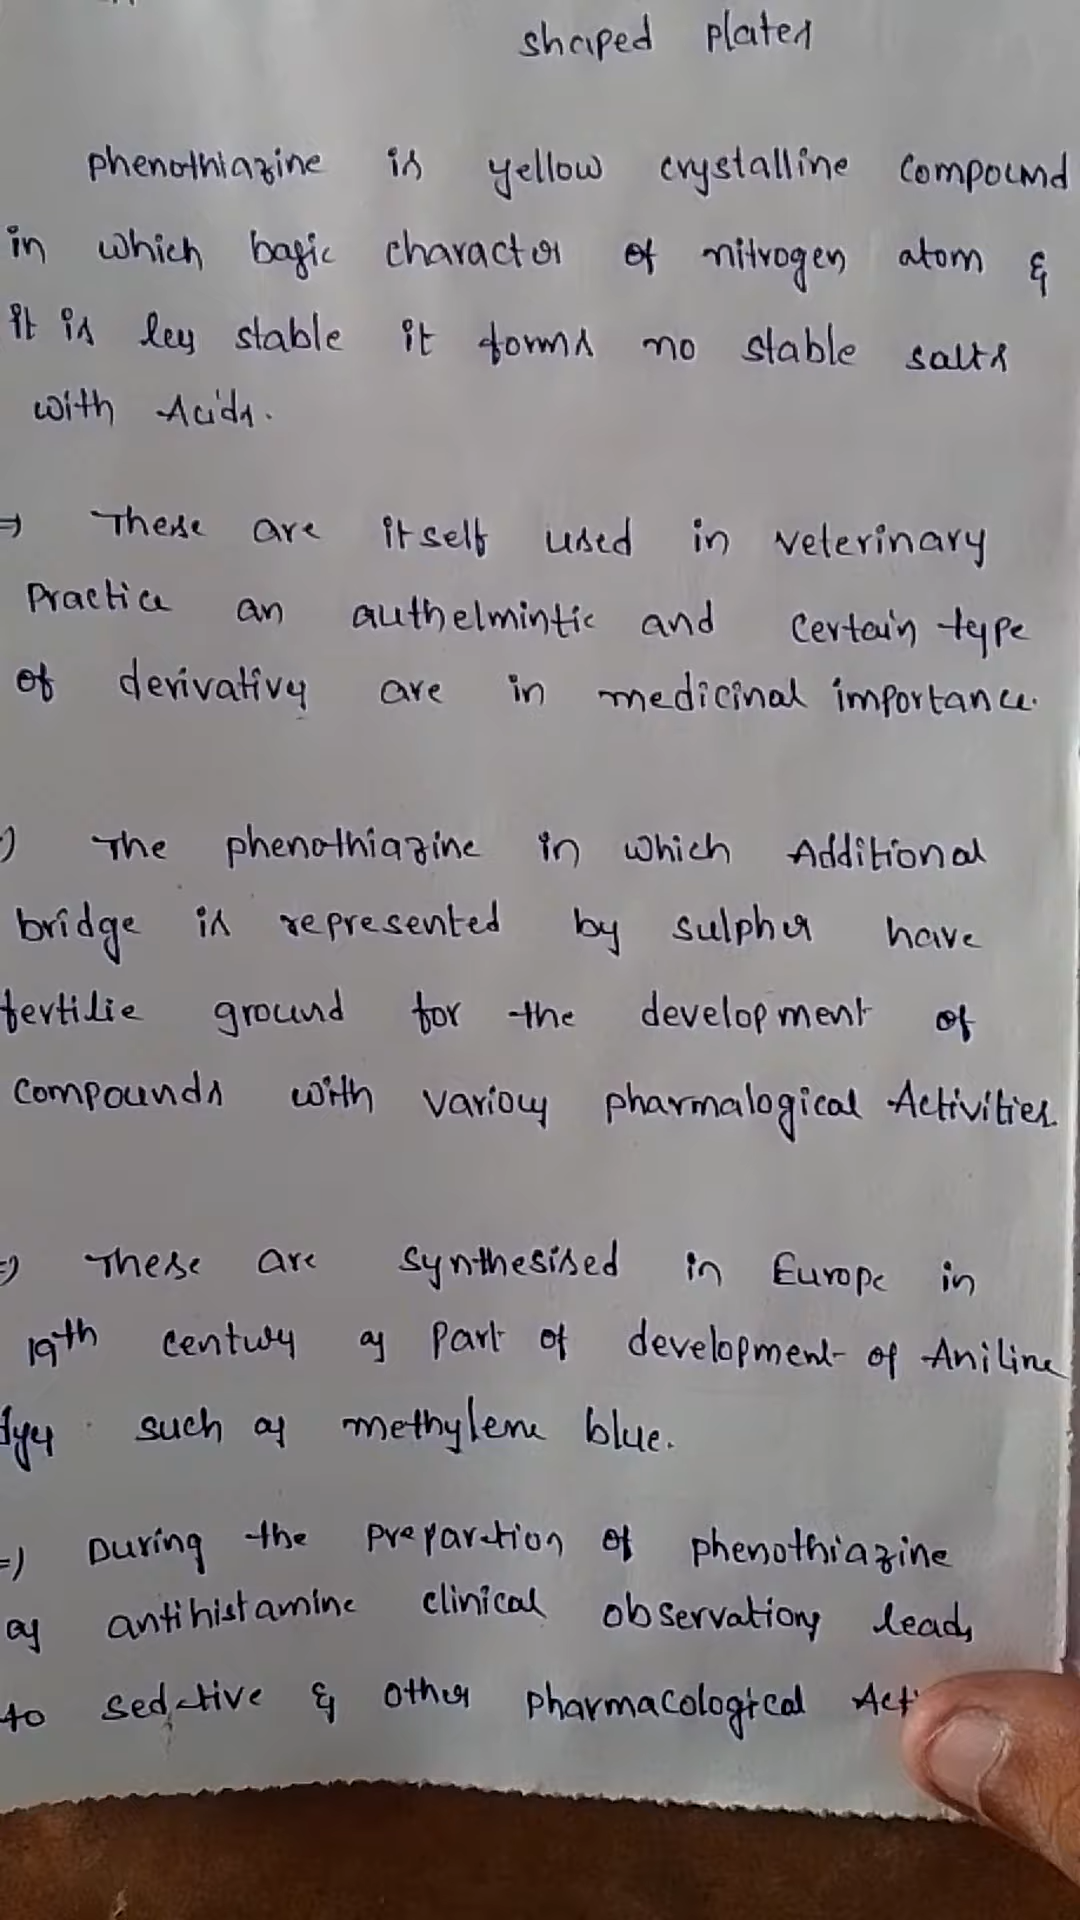 shaped plates
phenothiazine is yellow crystalline compound
in which basic character of nitrogen atom &
it is less stable it forms no stable salts
with Acids.
⇒ These are itself used in veterinary
Practice an authelmintic and certain type
of derivatives are in medicinal importance.
⇒ The phenothiazine in which Additional
bridge is represented by sulpher have
fertilie ground for the development of
compounds with various pharmalogical Activities.
⇒ These are synthesised in Europe in
19th century as part of development of Aniline
dyes such as methylene blue.
⇒ During the preparation of phenothiazine
as antihistamine clinical observations leads
to sedative & other pharmacological